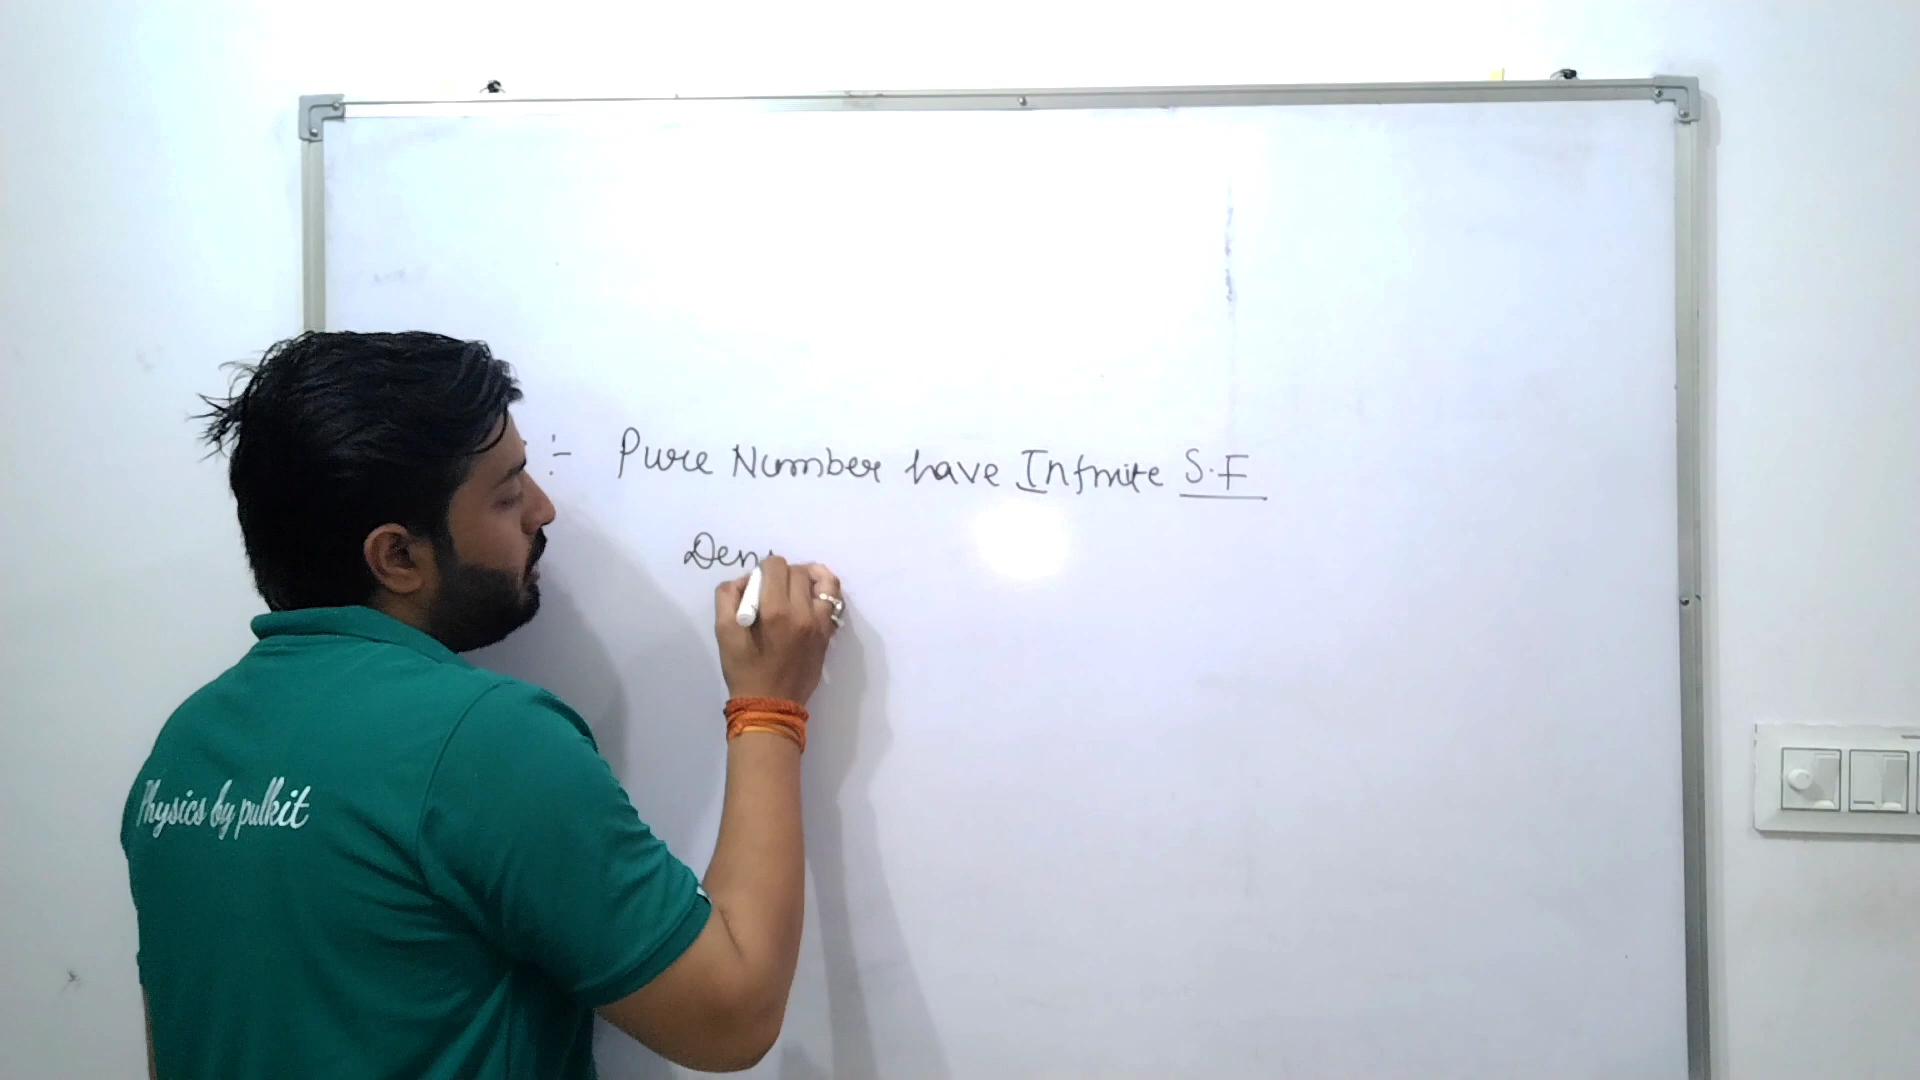 :- Pure Number have Infinite S.F
Den
Physics by pulkit